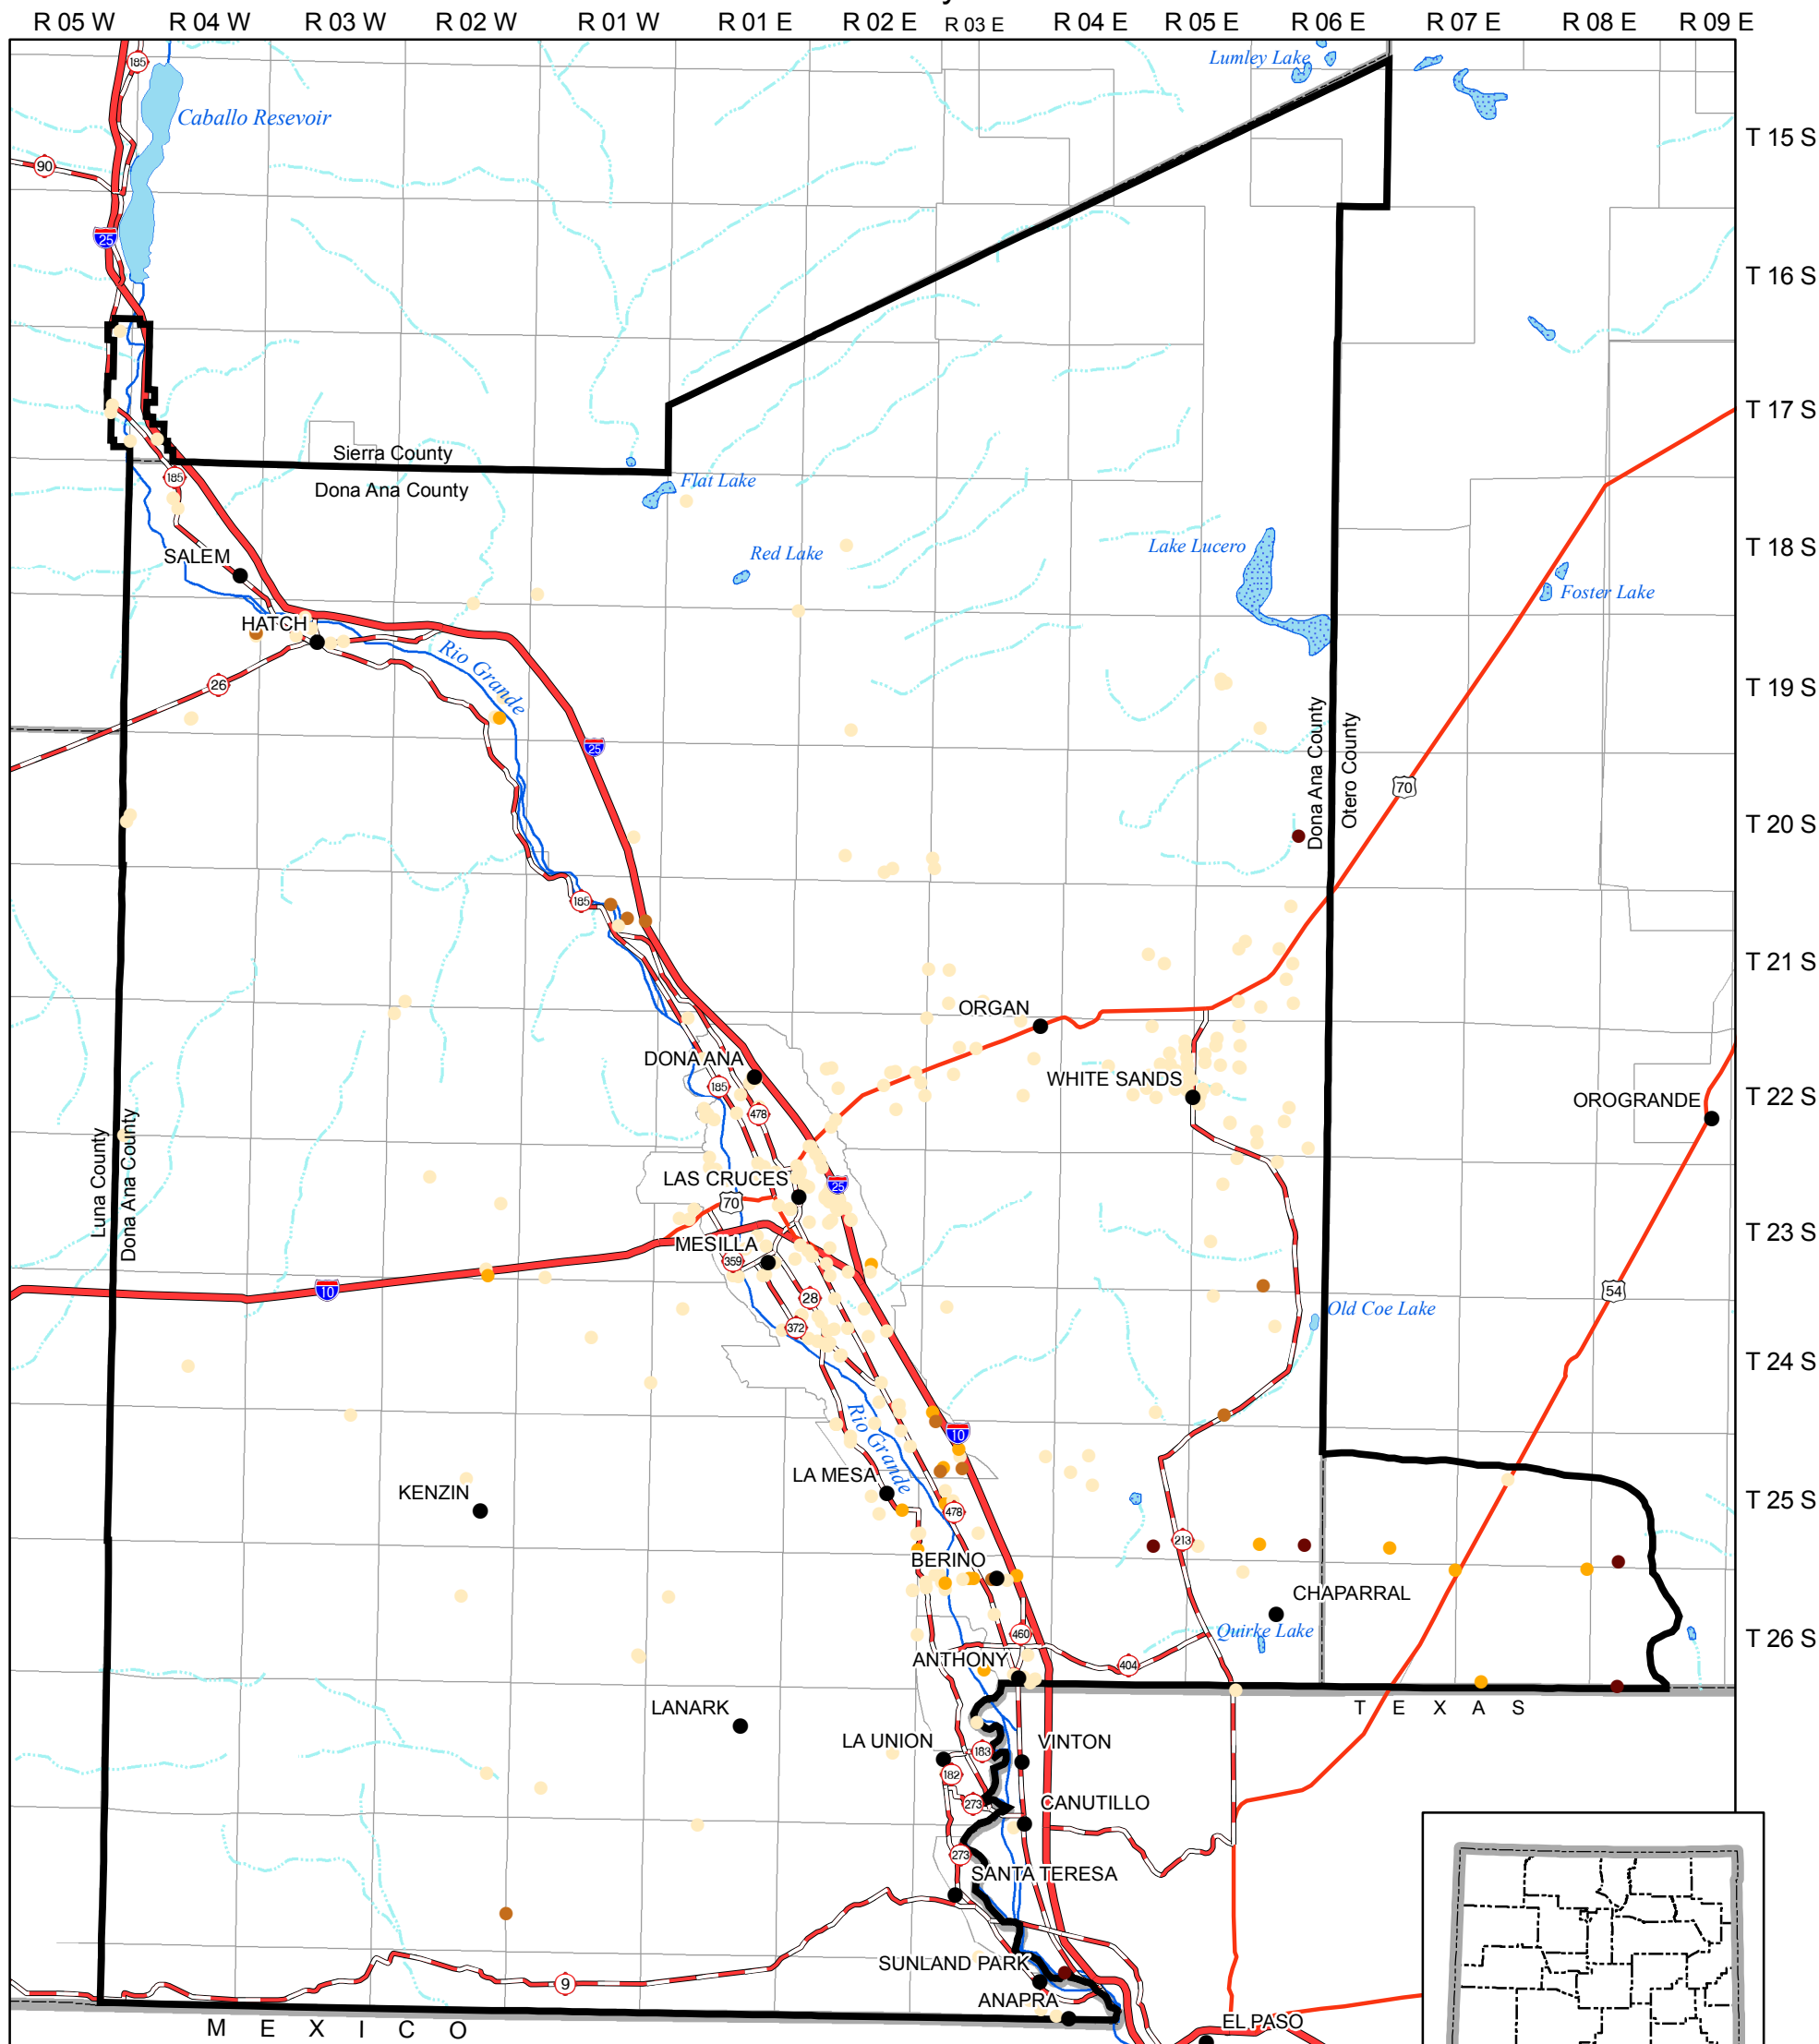 R 05 W R 04 W R 03 W R 02 W R 01 W R 01 E R 02 E R 03 E R 04 E R 05 E R 06 E R 07 E R 08 E R 09 E
Lumley Lake
185
Caballo Resevoir
T 15 S
90
25
T 16 S
T 17 S
Sierra County
Dona Ana County
185
Flat Lake
Red Lake
Lake Lucero
T 18 S
SALEM
Foster Lake
HATCH
Rio Grande
26
T 19 S
25
Dona Ana County
Otero County
70
T 20 S
185
T 21 S
ORGAN
DONA ANA
WHITE SANDS
185
478
T 22 S
OROGRANDE
Luna County
Dona Ana County
LAS CRUCES
25
70
T 23 S
MESILLA
359
10
28
54
Old Coe Lake
372
T 24 S
Rio Grande
10
LA MESA
KENZIN
T 25 S
478
213
BERINO
CHAPARRAL
Quirke Lake
460
T 26 S
ANTHONY
404
LANARK
T E X A S
LA UNION
VINTON
183
182
273
CANUTILLO
273
SANTA TERESA
SUNLAND PARK
9
ANAPRA
M E X I C O
EL PASO